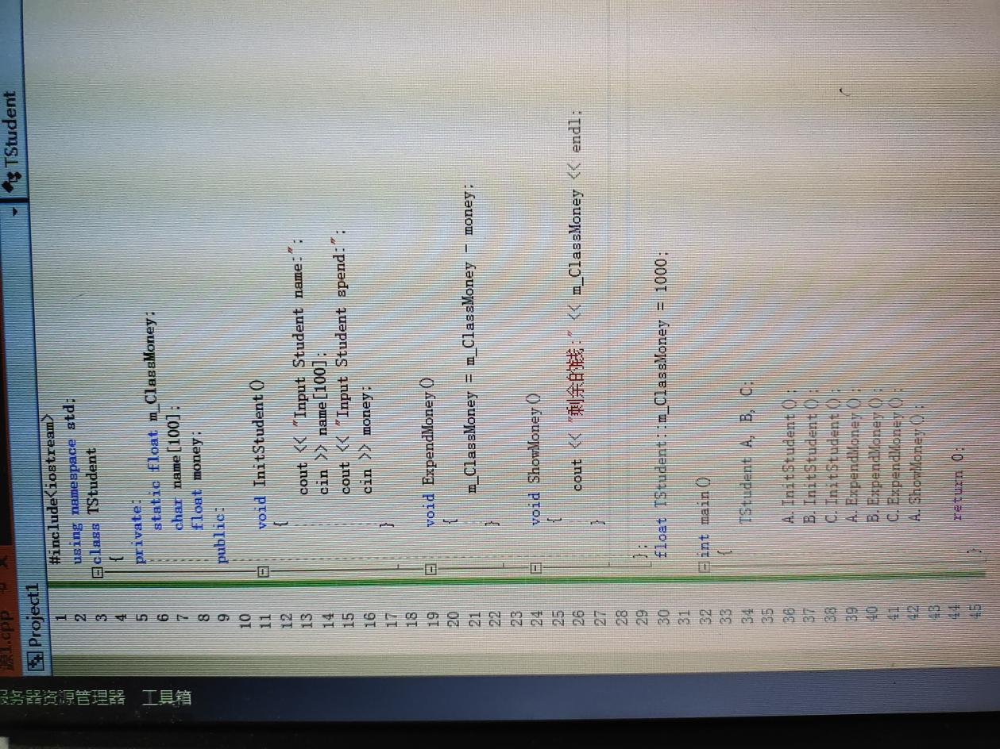 源1.cpp
Project1
TStudent
服务器资源管理器 工具箱
1 #include<iostream>
2 using namespace std;
3 class TStudent
4 {
5 private:
6 static float m_ClassMoney;
7 char name[100];
8 float money;
9 public:
10
11 void InitStudent()
12 {
13 cout << "Input Student name:";
14 cin >> name[100];
15 cout << "Input Student spend:";
16 cin >> money;
17 }
18
19 void ExpendMoney()
20 {
21 m_ClassMoney = m_ClassMoney - money;
22 }
23
24 void ShowMoney()
25 {
26 cout << "剩余的钱:" << m_ClassMoney << endl;
27 }
28
29 };
30 float TStudent::m_ClassMoney = 1000;
31
32 int main()
33 {
34 TStudent A, B, C;
35
36 A.InitStudent();
37 B.InitStudent();
38 C.InitStudent();
39 A.ExpendMoney();
40 B.ExpendMoney();
41 C.ExpendMoney();
42 A.ShowMoney();
43
44 return 0;
45 }